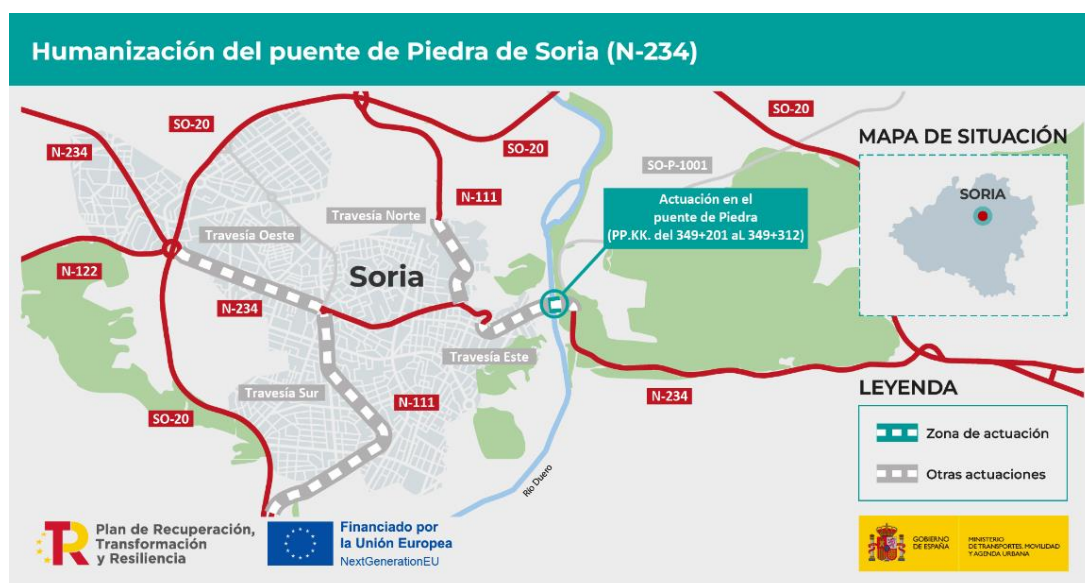 Humanización del puente de Piedra de Soria (N-234)
SO-20
SO-20
N-234
SO-20
MAPA DE SITUACIÓN
SO-P-1001
SORIA
N-111
Actuación en el
puente de Piedra
(PP.KK. del 349+201 al 349+312)
Travesía Norte
Travesía Oeste
Soria
N-122
N-234
Travesía Este
LEYENDA
Travesía Sur
N-111
N-234
SO-20
Zona de actuación
Otras actuaciones
Río Duero
Plan de Recuperación,
Transformación
y Resiliencia
Financiado por
la Unión Europea
NextGenerationEU
GOBIERNO
DE ESPAÑA
MINISTERIO
DE TRANSPORTES, MOVILIDAD
Y AGENDA URBANA